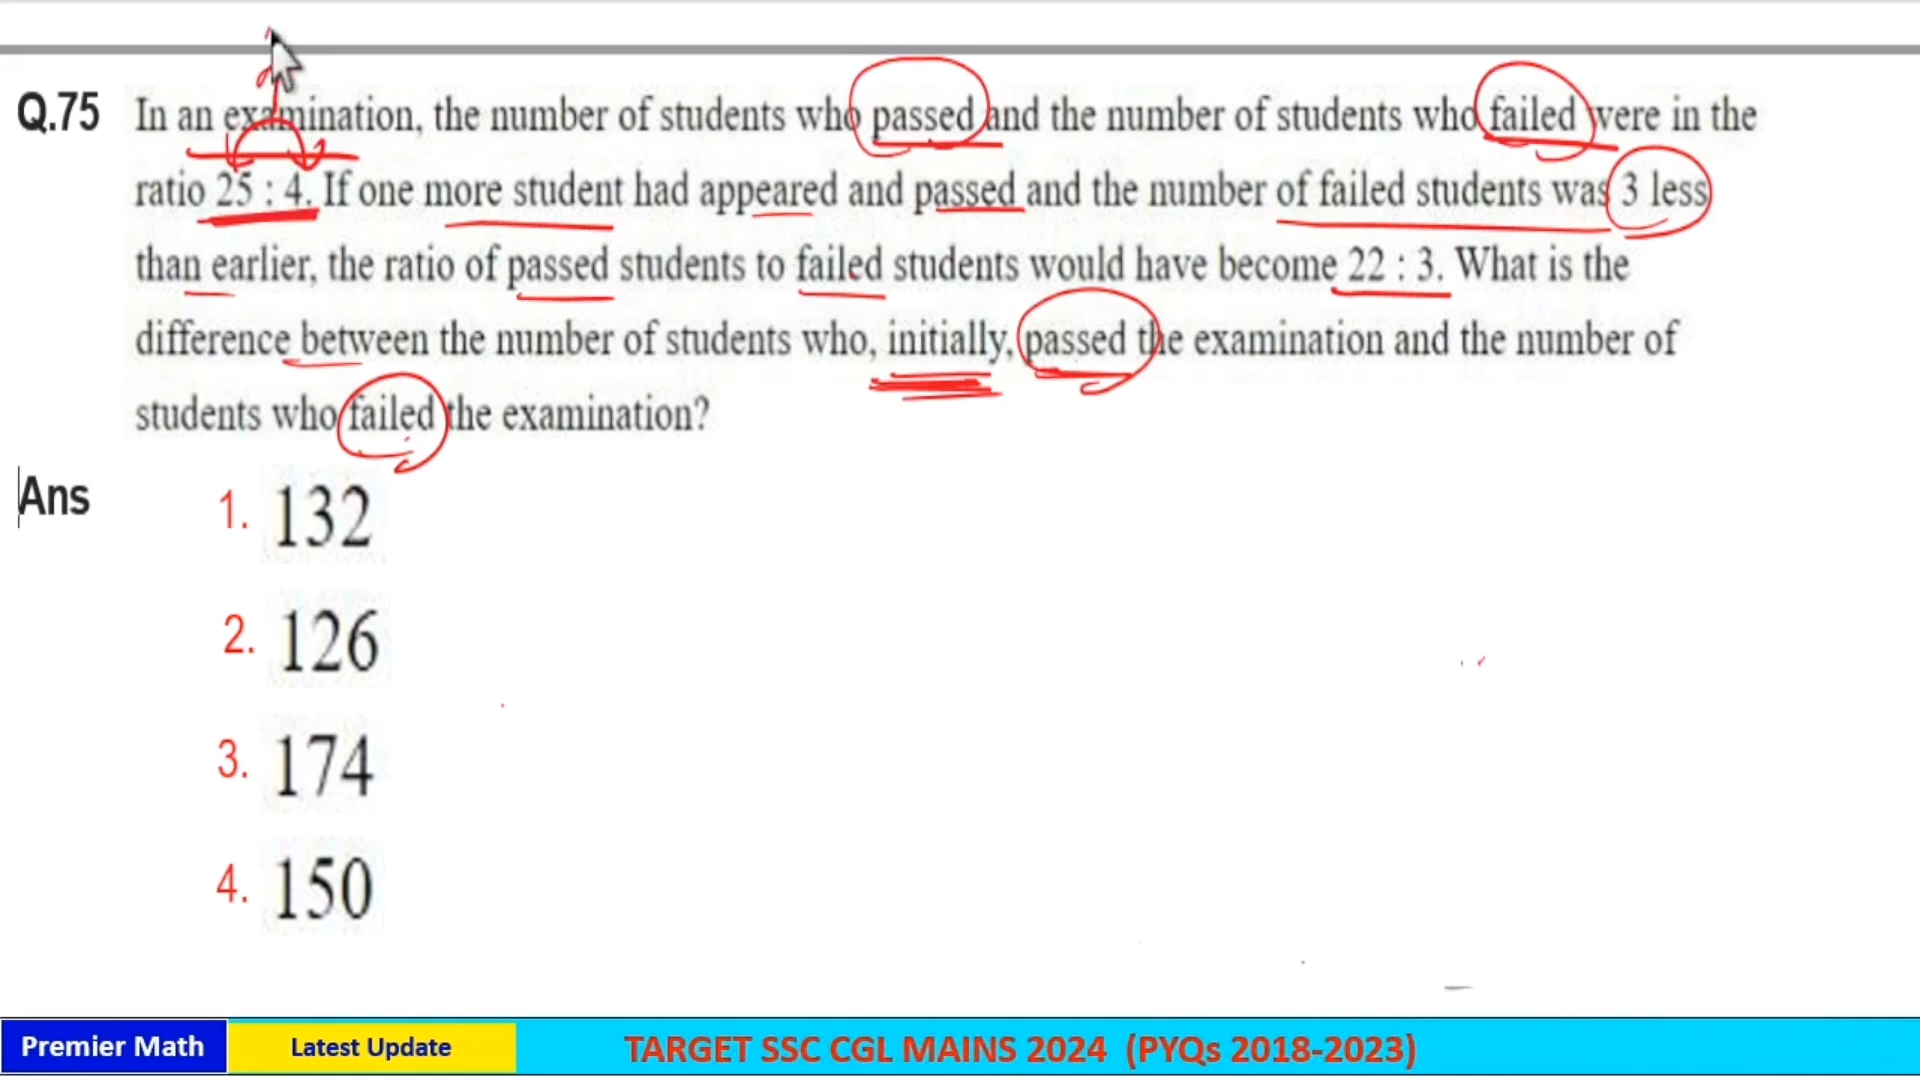 Q.75 In an examination, the number of students who passed and the number of students who failed were in the
ratio 25 : 4. If one more student had appeared and passed and the number of failed students was 3 less
than earlier, the ratio of passed students to failed students would have become 22 : 3. What is the
difference between the number of students who, initially, passed the examination and the number of
students who failed the examination?
Ans 1. 132
2. 126
3. 174
4. 150
Premier Math Latest Update TARGET SSC CGL MAINS 2024 (PYQs 2018-2023)